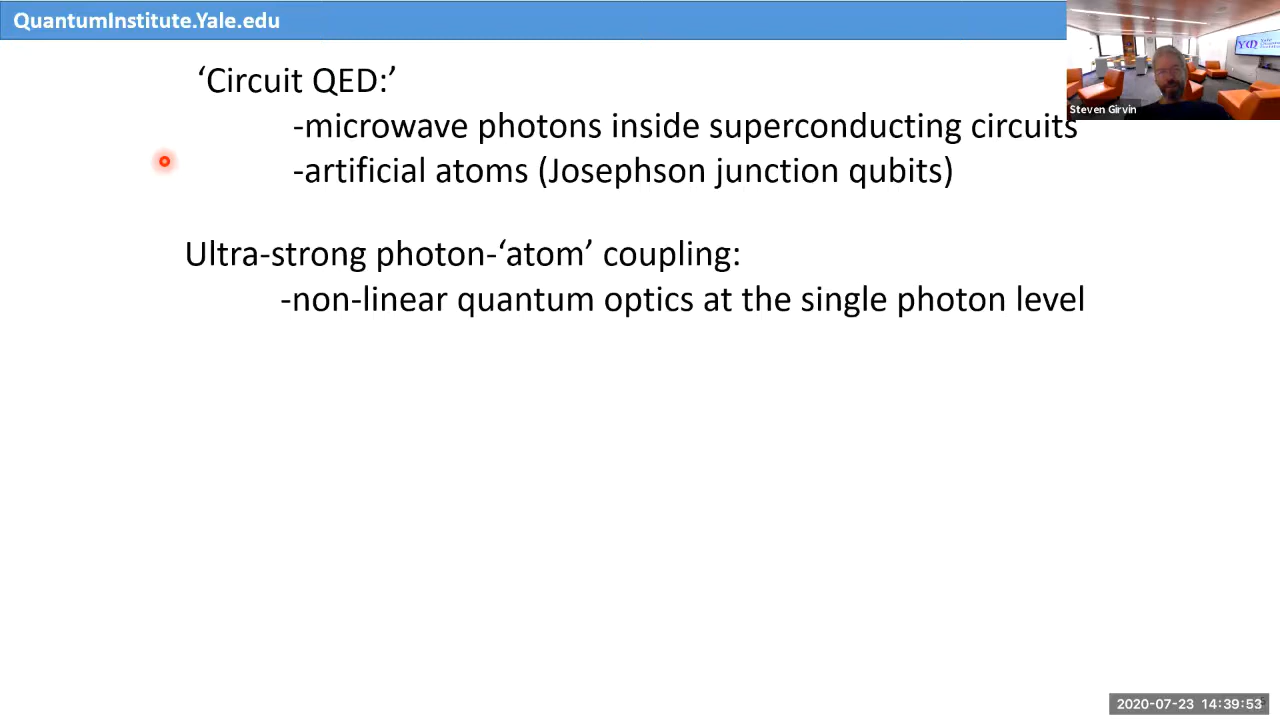 QuantumInstitute.Yale.edu
‘Circuit QED:’
-microwave photons inside superconducting circuits
-artificial atoms (Josephson junction qubits)
Ultra-strong photon-‘atom’ coupling:
-non-linear quantum optics at the single photon level
Steven Girvin
2020-07-23 14:39:53